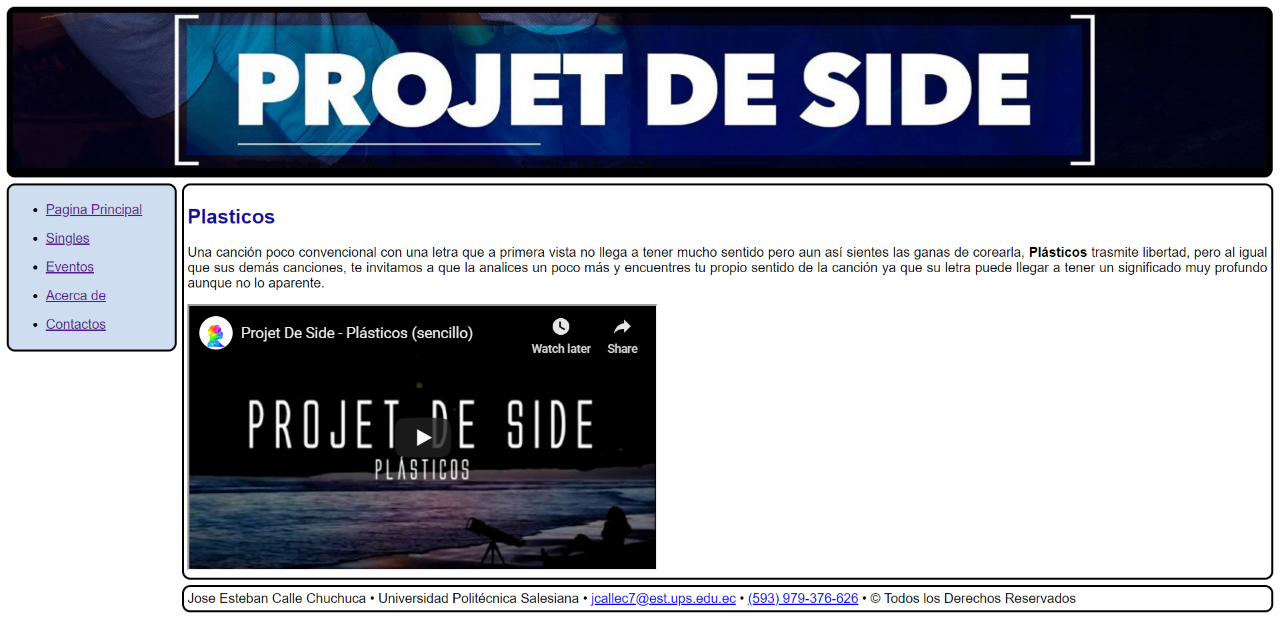 PROJET DE SIDE
Pagina Principal
Singles
Eventos
Acerca de
Contactos
Plasticos
Una canción poco convencional con una letra que a primera vista no llega a tener mucho sentido pero aun así sientes las ganas de corearla, Plásticos trasmite libertad, pero al igual
que sus demás canciones, te invitamos a que la analices un poco más y encuentres tu propio sentido de la canción ya que su letra puede llegar a tener un significado muy profundo
aunque no lo aparente.
Projet De Side - Plásticos (sencillo)
Watch later
Share
PROJET DE SIDE
PLÁSTICOS
Jose Esteban Calle Chuchuca • Universidad Politécnica Salesiana • jcallec7@est.ups.edu.ec • (593) 979-376-626 • © Todos los Derechos Reservados